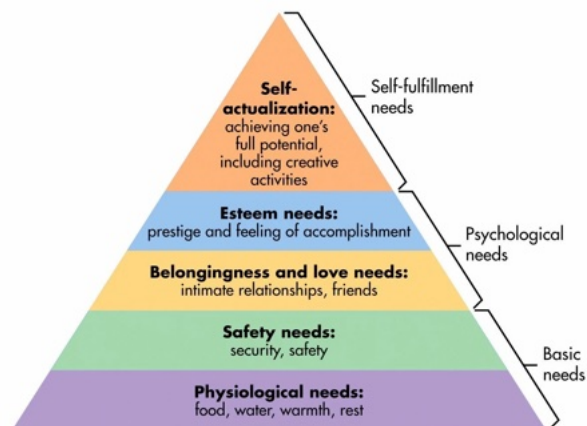 Self-
actualization:
achieving one's
full potential,
including creative
activities
Self-fulfillment
needs
Esteem needs:
prestige and feeling of accomplishment
Belongingness and love needs:
intimate relationships, friends
Psychological
needs
Safety needs:
security, safety
Physiological needs:
food, water, warmth, rest
Basic
needs